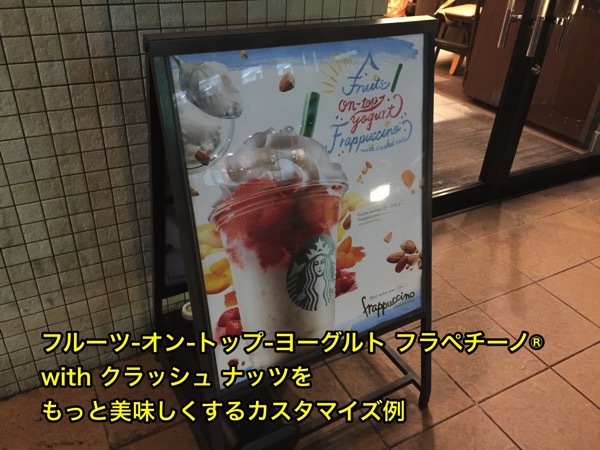 Fruits
on-top
yogurt
Frappuccino
with crushed nuts
frappuccino
フルーツ-オン-トップ-ヨーグルト フラペチーノ®
with クラッシュ ナッツを
もっと美味しくするカスタマイズ例